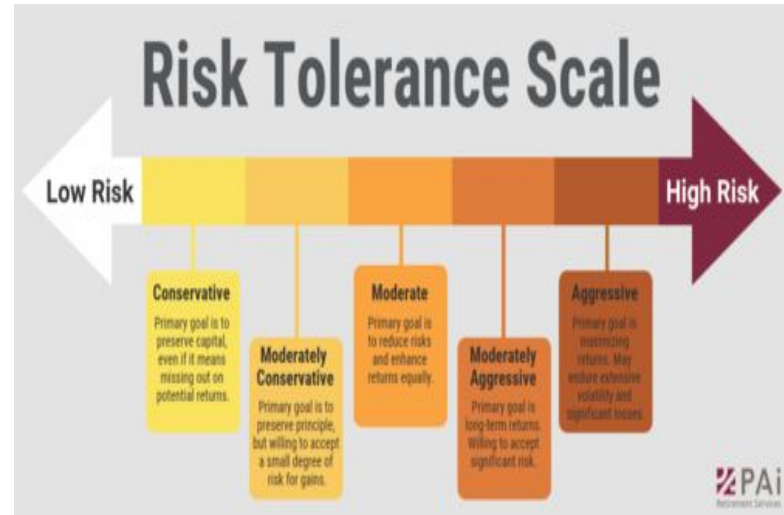 Risk Tolerance Scale
Low Risk
High Risk
Conservative
Primary goal is to
preserve capital,
even if it means
missing out on
potential returns.
Moderately
Conservative
Primary goal is to
preserve principle,
but willing to accept
a small degree of
risk for gains.
Moderate
Primary goal is
to reduce risks
and enhance
returns equally.
Moderately
Aggressive
Primary goal is
long-term returns.
Willing to accept
significant risk.
Aggressive
Primary goal is
maximizing
returns. May
endure extensive
volatility and
significant losses.
PAi
Retirement Services